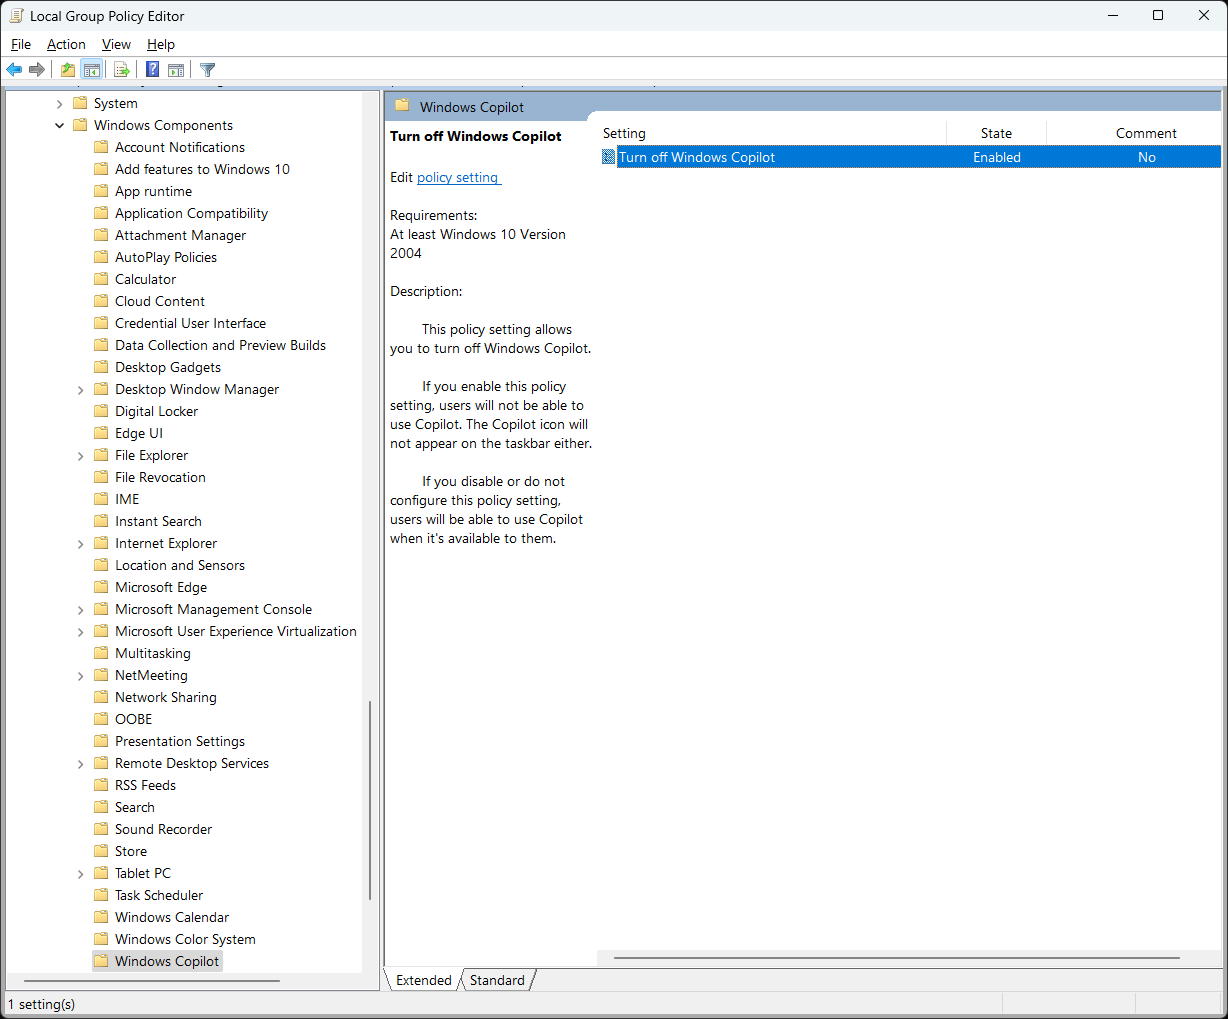 Local Group Policy Editor
File Action View Help
System
Windows Components
Account Notifications
Add features to Windows 10
App runtime
Application Compatibility
Attachment Manager
AutoPlay Policies
Calculator
Cloud Content
Credential User Interface
Data Collection and Preview Builds
Desktop Gadgets
Desktop Window Manager
Digital Locker
Edge UI
File Explorer
File Revocation
IME
Instant Search
Internet Explorer
Location and Sensors
Microsoft Edge
Microsoft Management Console
Microsoft User Experience Virtualization
Multitasking
NetMeeting
Network Sharing
OOBE
Presentation Settings
Remote Desktop Services
RSS Feeds
Search
Sound Recorder
Store
Tablet PC
Task Scheduler
Windows Calendar
Windows Color System
Windows Copilot
Windows Copilot
Turn off Windows Copilot
Edit policy setting
Requirements:
At least Windows 10 Version
2004
Description:
This policy setting allows
you to turn off Windows Copilot.
If you enable this policy
setting, users will not be able to
use Copilot. The Copilot icon will
not appear on the taskbar either.
If you disable or do not
configure this policy setting,
users will be able to use Copilot
when it's available to them.
Setting State Comment
Turn off Windows Copilot Enabled No
Extended Standard
1 setting(s)